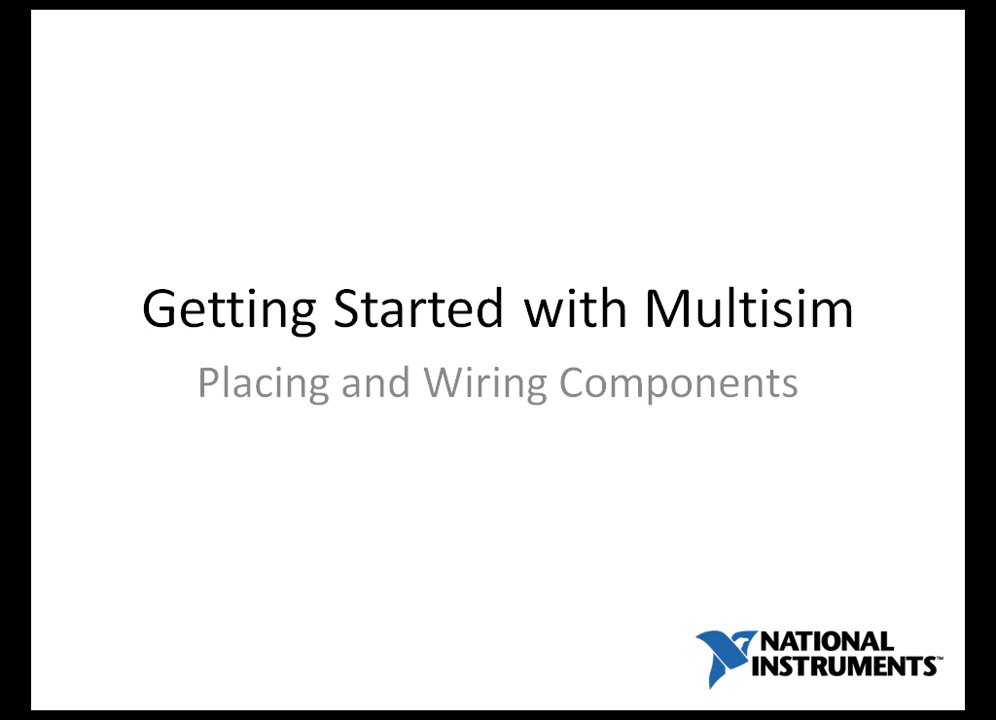 Getting Started with Multisim
Placing and Wiring Components
NATIONAL
INSTRUMENTS™